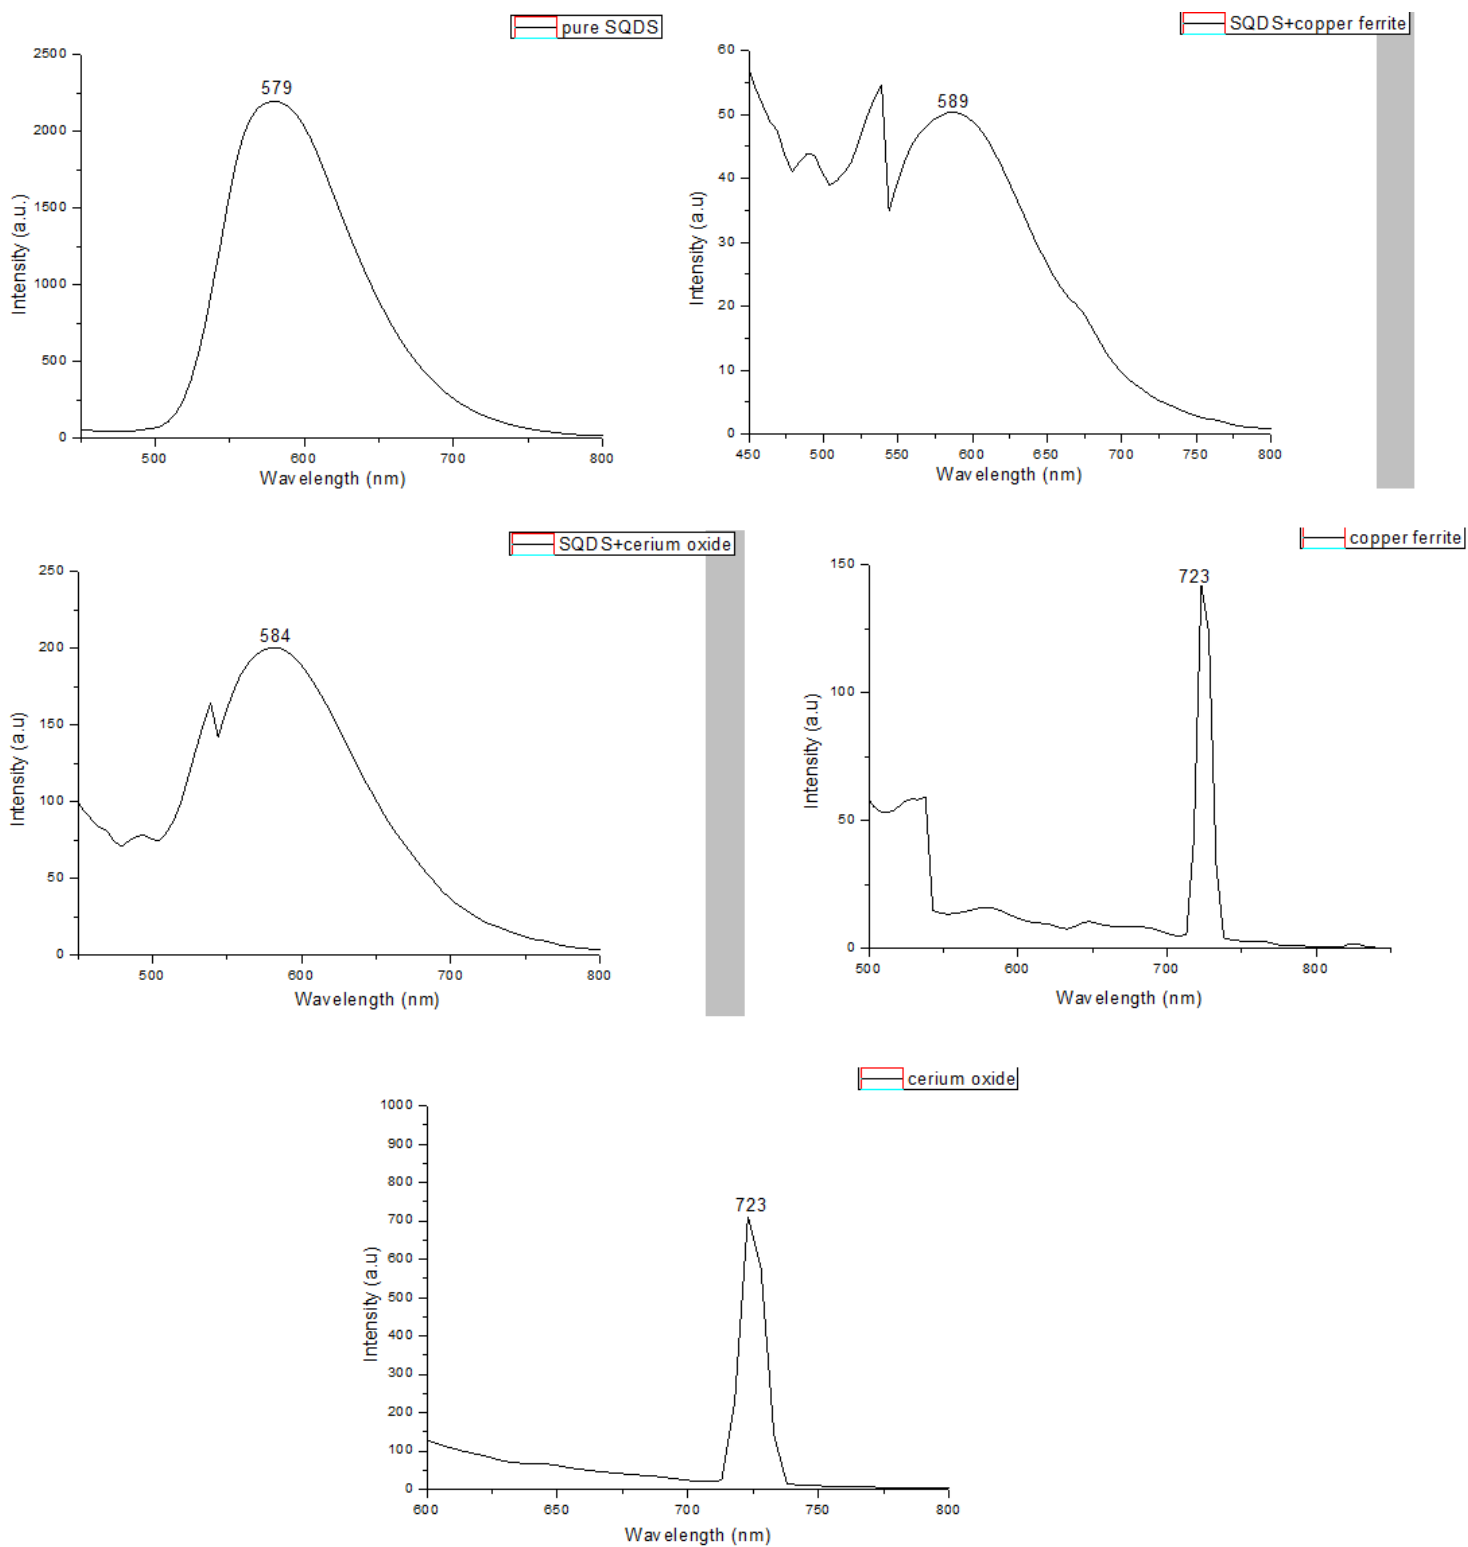 pure SQDS
579
2500
2000
1500
1000
500
0
500 600 700 800
Intensity (a.u.)
Wavelength (nm)
SQDS+copper ferrite
589
60
50
40
30
20
10
0
450 500 550 600 650 700 750 800
Intensity (a.u)
Wavelength (nm)
SQDS+cerium oxide
584
250
200
150
100
50
0
500 600 700 800
Intensity (a.u)
Wavelength (nm)
copper ferrite
723
150
100
50
0
500 600 700 800
Intensity (a.u)
Wavelength (nm)
cerium oxide
723
1000
900
800
700
600
500
400
300
200
100
0
600 650 700 750 800
Intensity (a.u)
Wavelength (nm)